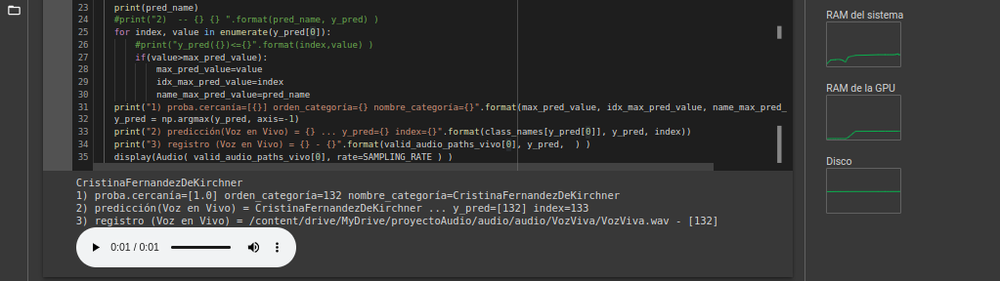 23 print(pred_name)
24 #print("2)  -- {} {} ".format(pred_name, y_pred) )
25 for index, value in enumerate(y_pred[0]):
26 #print("y_pred({})<={}".format(index,value) )
27 if(value>max_pred_value):
28 max_pred_value=value
29 idx_max_pred_value=index
30 name_max_pred_value=pred_name
31 print("1) proba.cercanía=[{}] orden_categoría={} nombre_categoría={}".format(max_pred_value, idx_max_pred_value, name_max_pred_
32 y_pred = np.argmax(y_pred, axis=-1)
33 print("2) predicción(Voz en Vivo) = {} ... y_pred={} index={}".format(class_names[y_pred[0]], y_pred, index))
34 print("3) registro (Voz en Vivo) = {} - {}".format(valid_audio_paths_vivo[0], y_pred,  ) )
35 display(Audio( valid_audio_paths_vivo[0], rate=SAMPLING_RATE ) )
CristinaFernandezDeKirchner
1) proba.cercanía=[1.0] orden_categoría=132 nombre_categoría=CristinaFernandezDeKirchner
2) predicción(Voz en Vivo) = CristinaFernandezDeKirchner ... y_pred=[132] index=133
3) registro (Voz en Vivo) = /content/drive/MyDrive/proyectoAudio/audio/audio/VozViva/VozViva.wav - [132]
0:01 / 0:01
RAM del sistema
RAM de la GPU
Disco